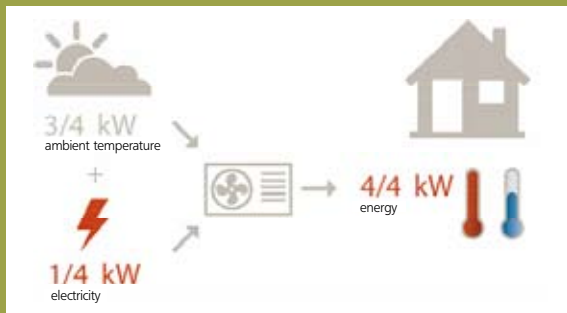 3/4 kW
ambient temperature
+
1/4 kW
electricity
4/4 kW
energy